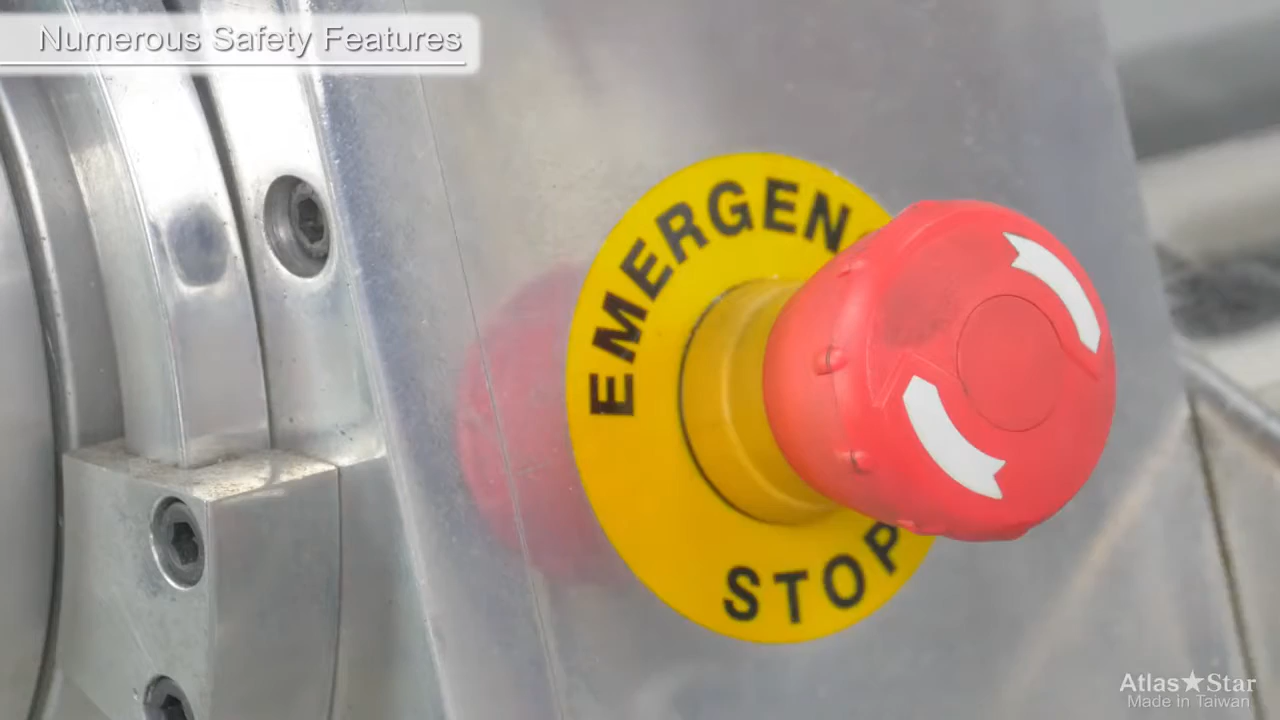 Numerous Safety Features
EMERGEN
STOP
Atlas★Star
Made in Taiwan